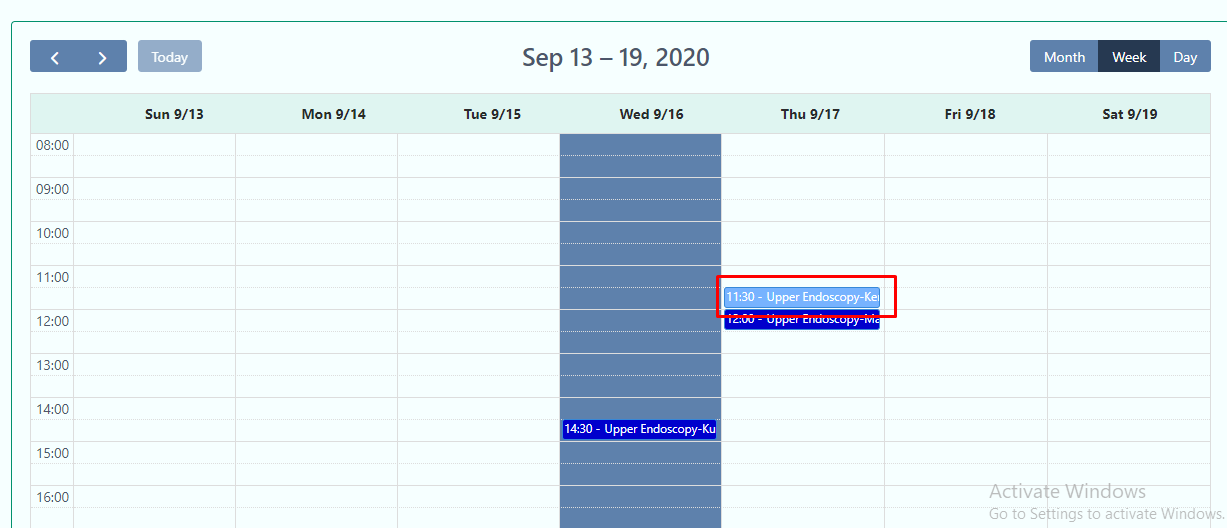 Today
Sep 13 – 19, 2020
Month Week Day
Sun 9/13 Mon 9/14 Tue 9/15 Wed 9/16 Thu 9/17 Fri 9/18 Sat 9/19
08:00
09:00
10:00
11:00
11:30 - Upper Endoscopy-Ke
12:00
12:00 - Upper Endoscopy-Ma
13:00
14:00
14:30 - Upper Endoscopy-Ku
15:00
16:00
Activate Windows
Go to Settings to activate Windows.